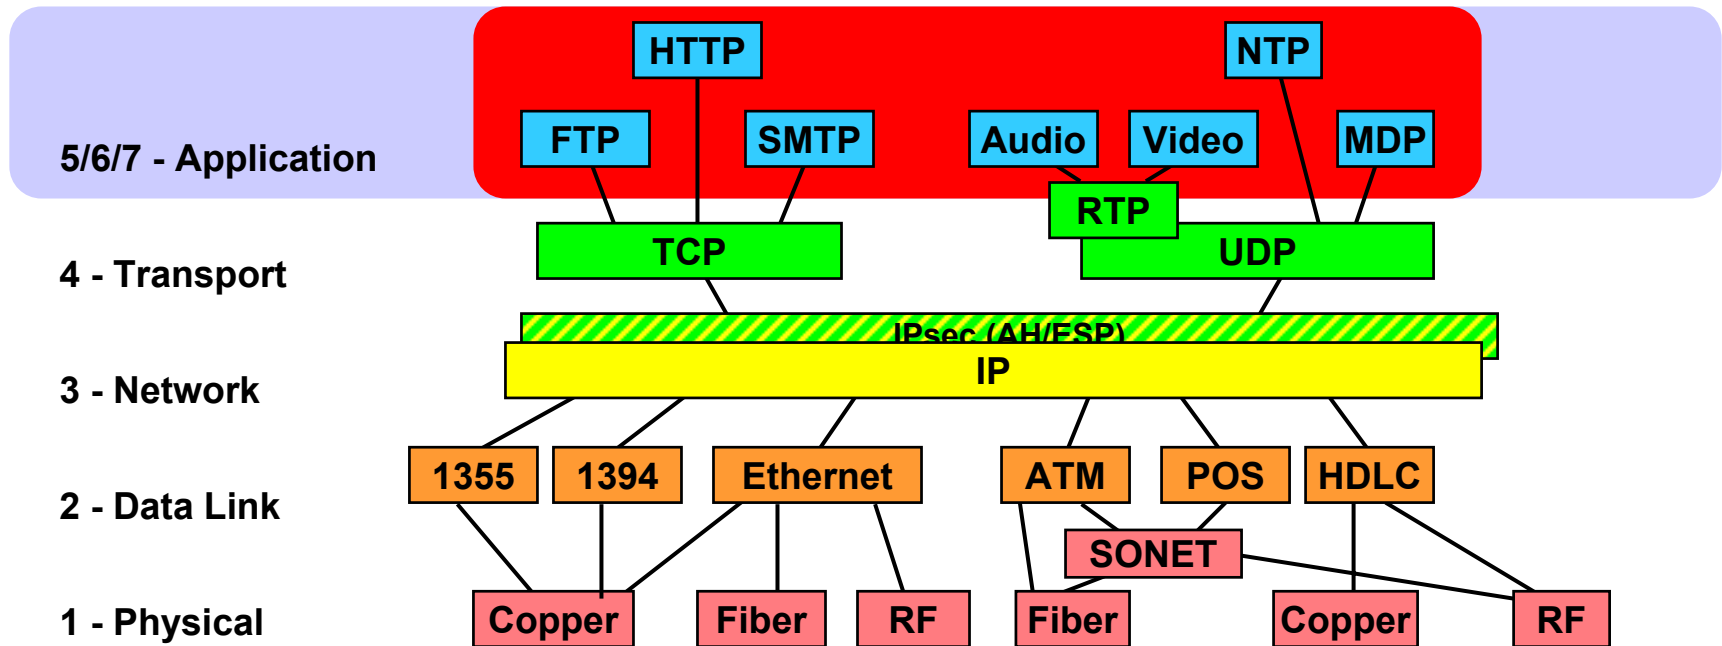 HTTP
NTP
FTP
SMTP
Audio
Video
MDP
5/6/7 - Application
RTP
TCP
UDP
4 - Transport
IPsec (AH/ESP)
IP
3 - Network
1355
1394
Ethernet
ATM
POS
HDLC
2 - Data Link
SONET
1 - Physical
Copper
Fiber
RF
Fiber
Copper
RF